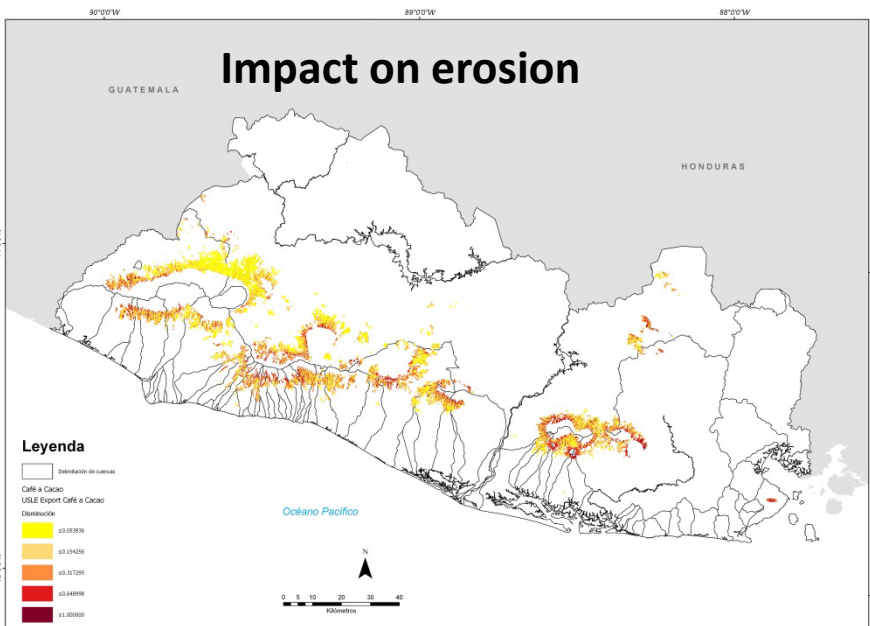 90°0'0"W 89°0'0"W 88°0'0"W
Impact on erosion
GUATEMALA
HONDURAS
Leyenda
Delimitación de cuencas
Café a Cacao
USLE Export Café a Cacao
Disminución
≤0.053936
≤0.154256
≤0.317295
≤0.648998
≤1.000000
Océano Pacífico
N
0 5 10 20 30 40
Kilómetros